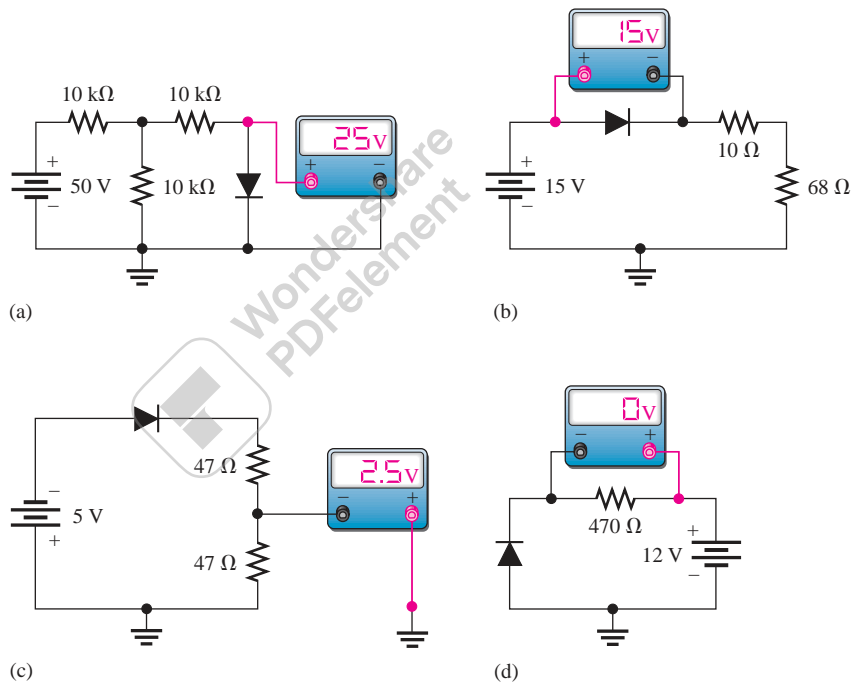 10 kΩ 10 kΩ
25V
+ −
+
50 V
−
10 kΩ
(a)
15V
+ −
10 Ω
+
15 V
−
68 Ω
(b)
Wondershare
PDFelement
47 Ω
2.5V
− +
−
5 V
+
47 Ω
(c)
0V
− +
470 Ω
+
12 V
−
(d)